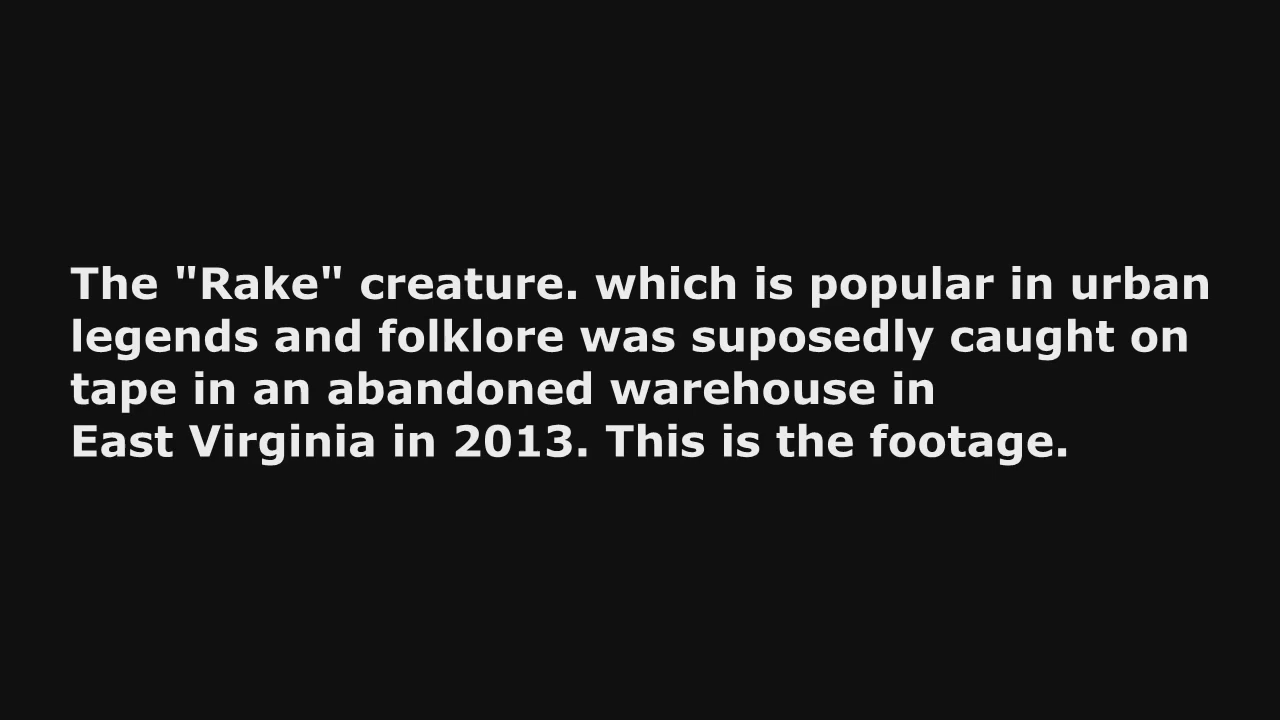 The "Rake" creature. which is popular in urban
legends and folklore was suposedly caught on
tape in an abandoned warehouse in
East Virginia in 2013. This is the footage.